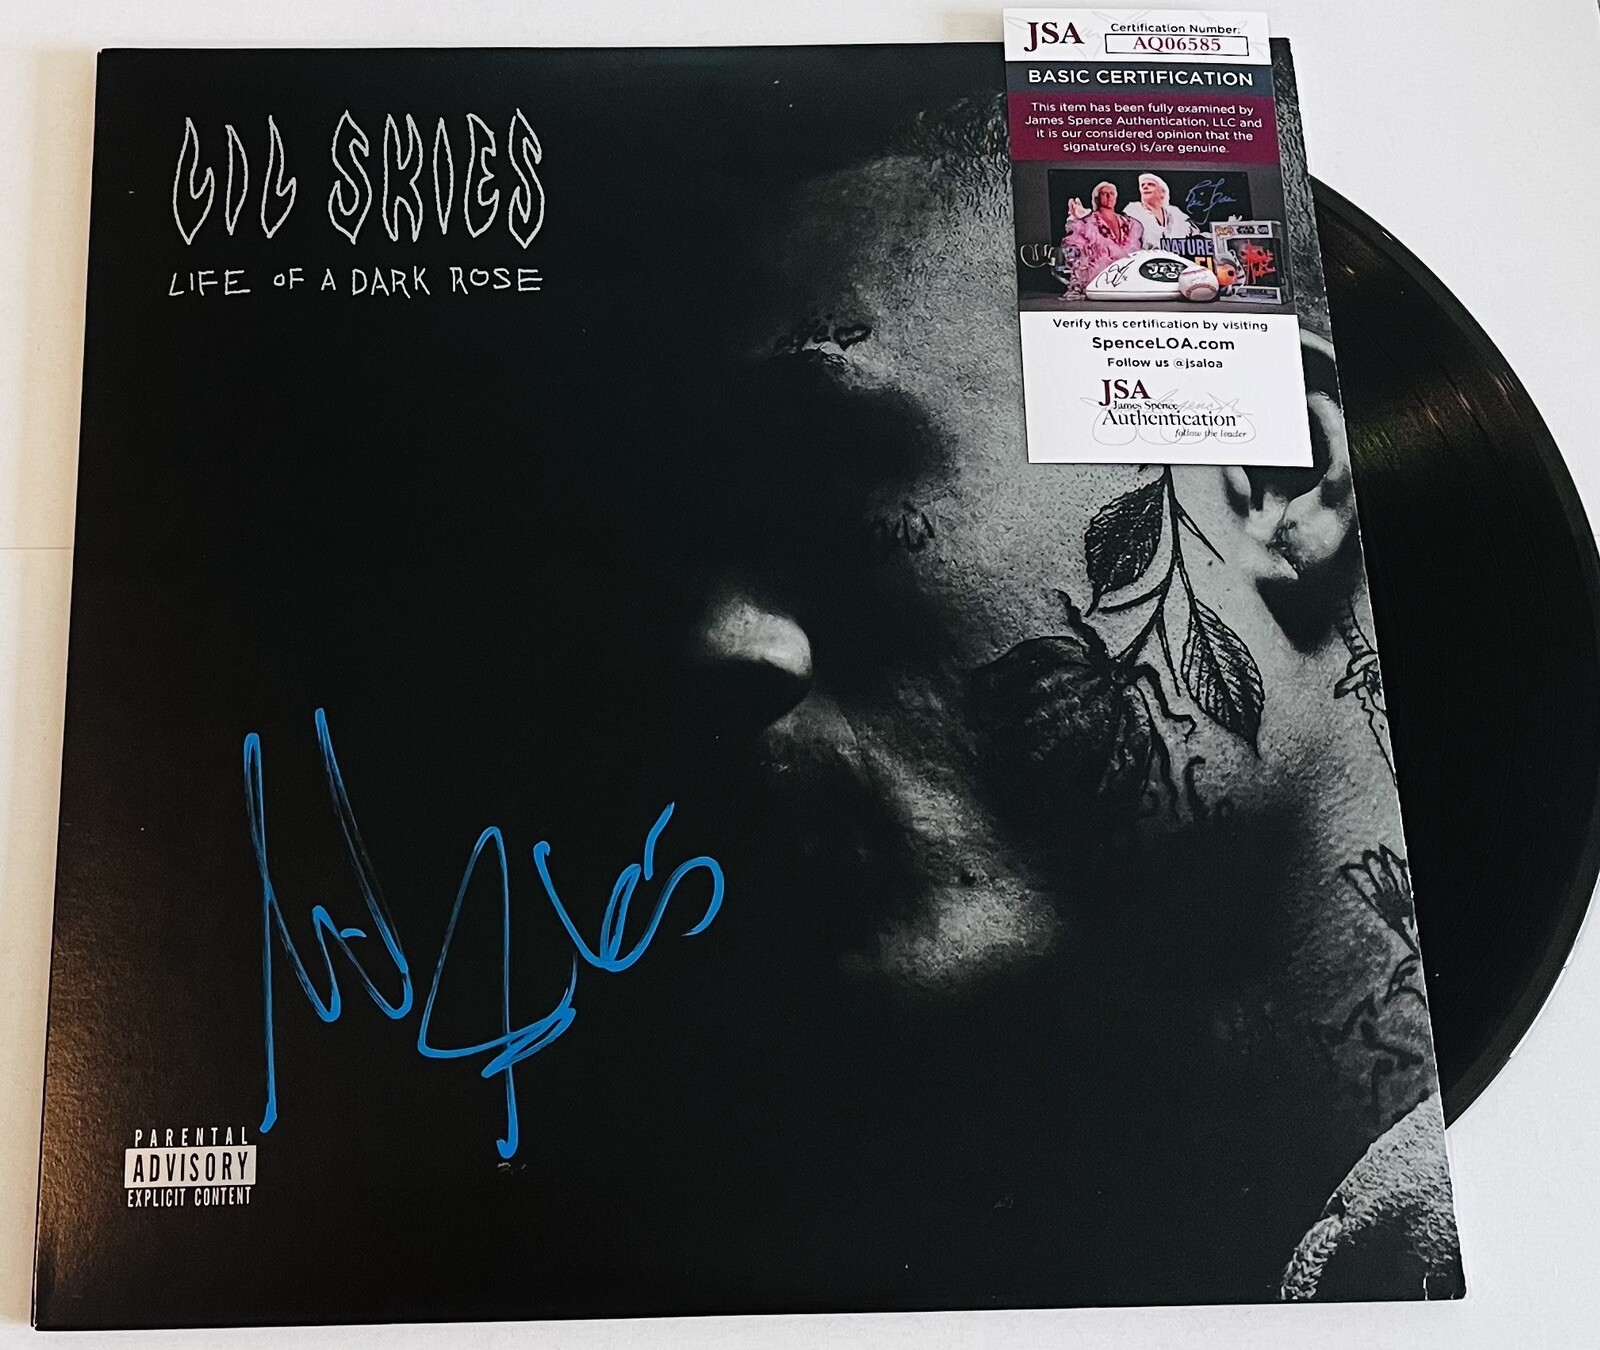 LIL SKIES
LIFE OF A DARK ROSE
PARENTAL
ADVISORY
EXPLICIT CONTENT
JSA
Certification Number:
AQ06585
BASIC CERTIFICATION
This item has been fully examined by
James Spence Authentication, LLC and
it is our considered opinion that the
signature(s) is/are genuine.
NATURE
JETS
Verify this certification by visiting
SpenceLOA.com
Follow us @jsaloa
JSA
James Spence
Authentication
follow the leader